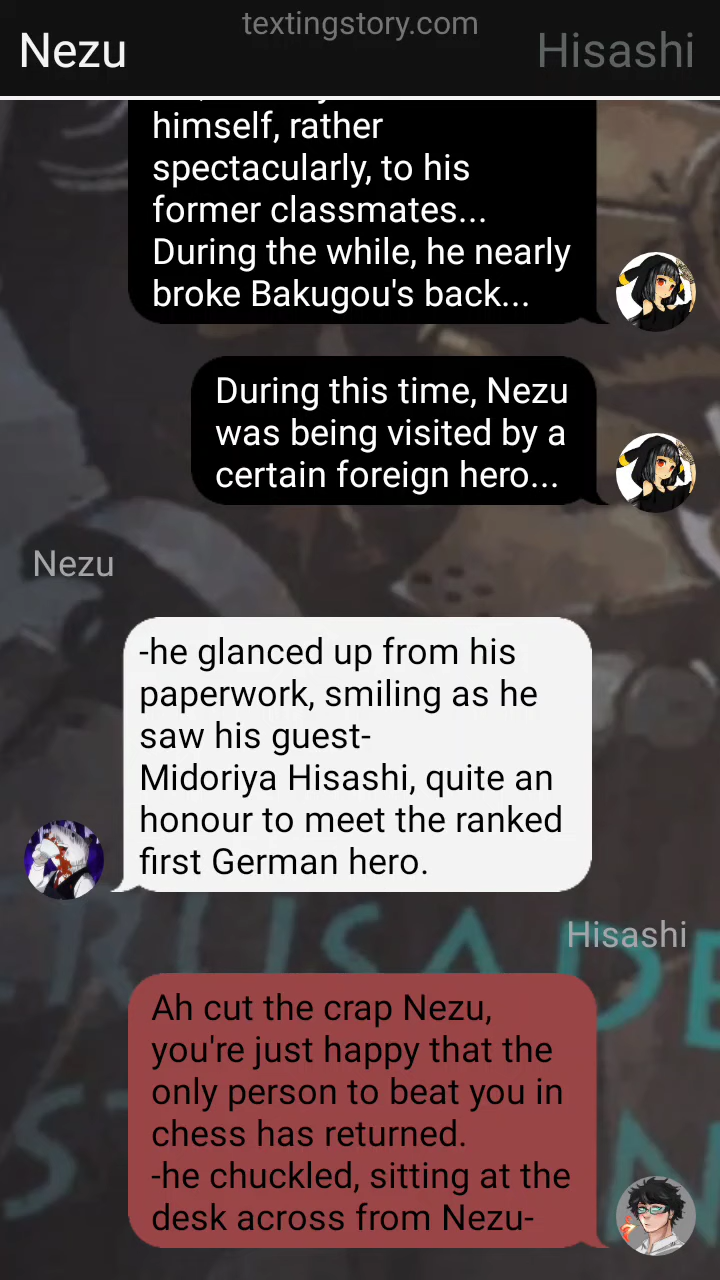 textingstory.com
Nezu
Hisashi
himself, rather
spectacularly, to his
former classmates...
During the while, he nearly
broke Bakugou's back...
During this time, Nezu
was being visited by a
certain foreign hero...
Nezu
-he glanced up from his
paperwork, smiling as he
saw his guest-
Midoriya Hisashi, quite an
honour to meet the ranked
first German hero.
Hisashi
Ah cut the crap Nezu,
you're just happy that the
only person to beat you in
chess has returned.
-he chuckled, sitting at the
desk across from Nezu-